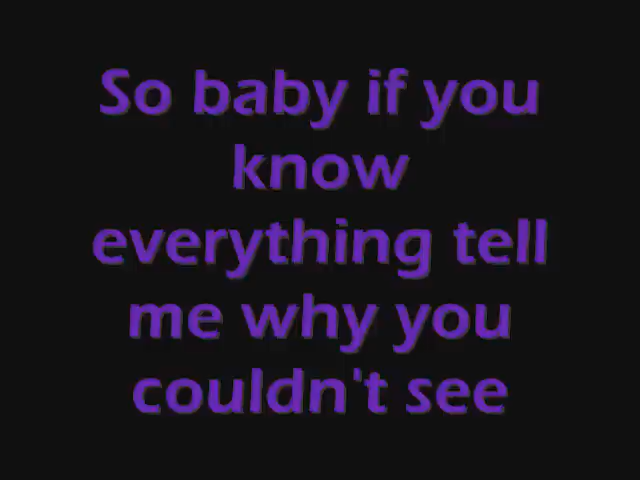 So baby if you
know
everything tell
me why you
couldn't see